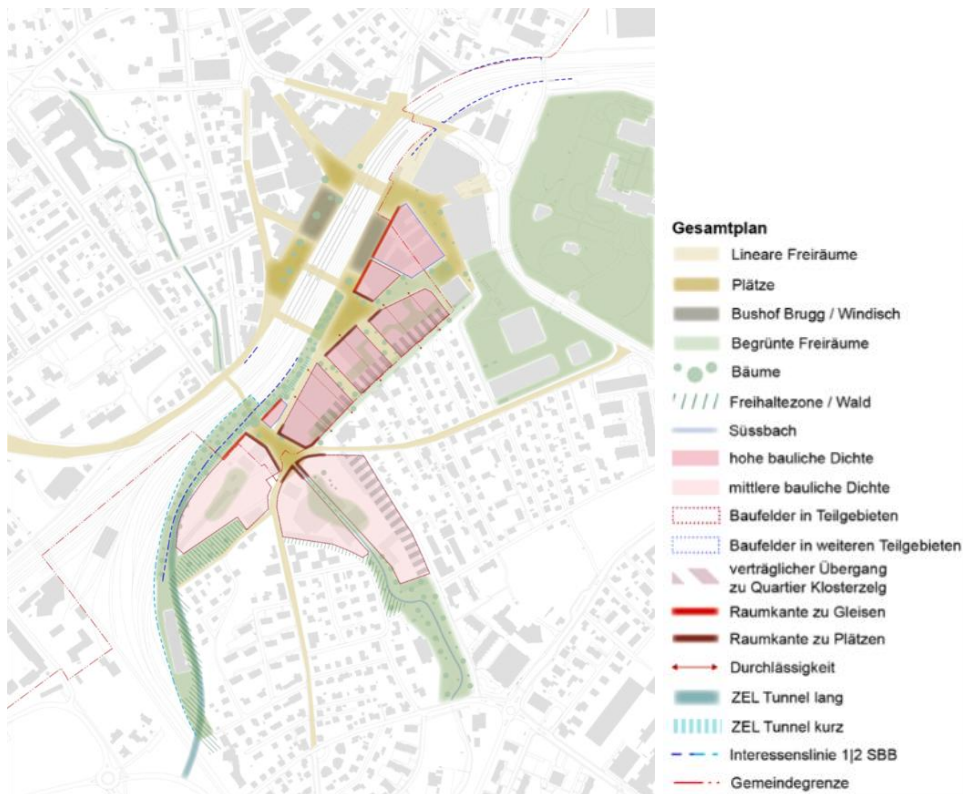 Gesamtplan
Lineare Freiräume
Plätze
Bushof Brugg / Windisch
Begrünte Freiräume
Bäume
Freihaltezone / Wald
Süssbach
hohe bauliche Dichte
mittlere bauliche Dichte
Baufelder in Teilgebieten
Baufelder in weiteren Teilgebieten
verträglicher Übergang
zu Quartier Klosterzelg
Raumkante zu Gleisen
Raumkante zu Plätzen
Durchlässigkeit
ZEL Tunnel lang
ZEL Tunnel kurz
Interessenslinie 1|2 SBB
Gemeindegrenze